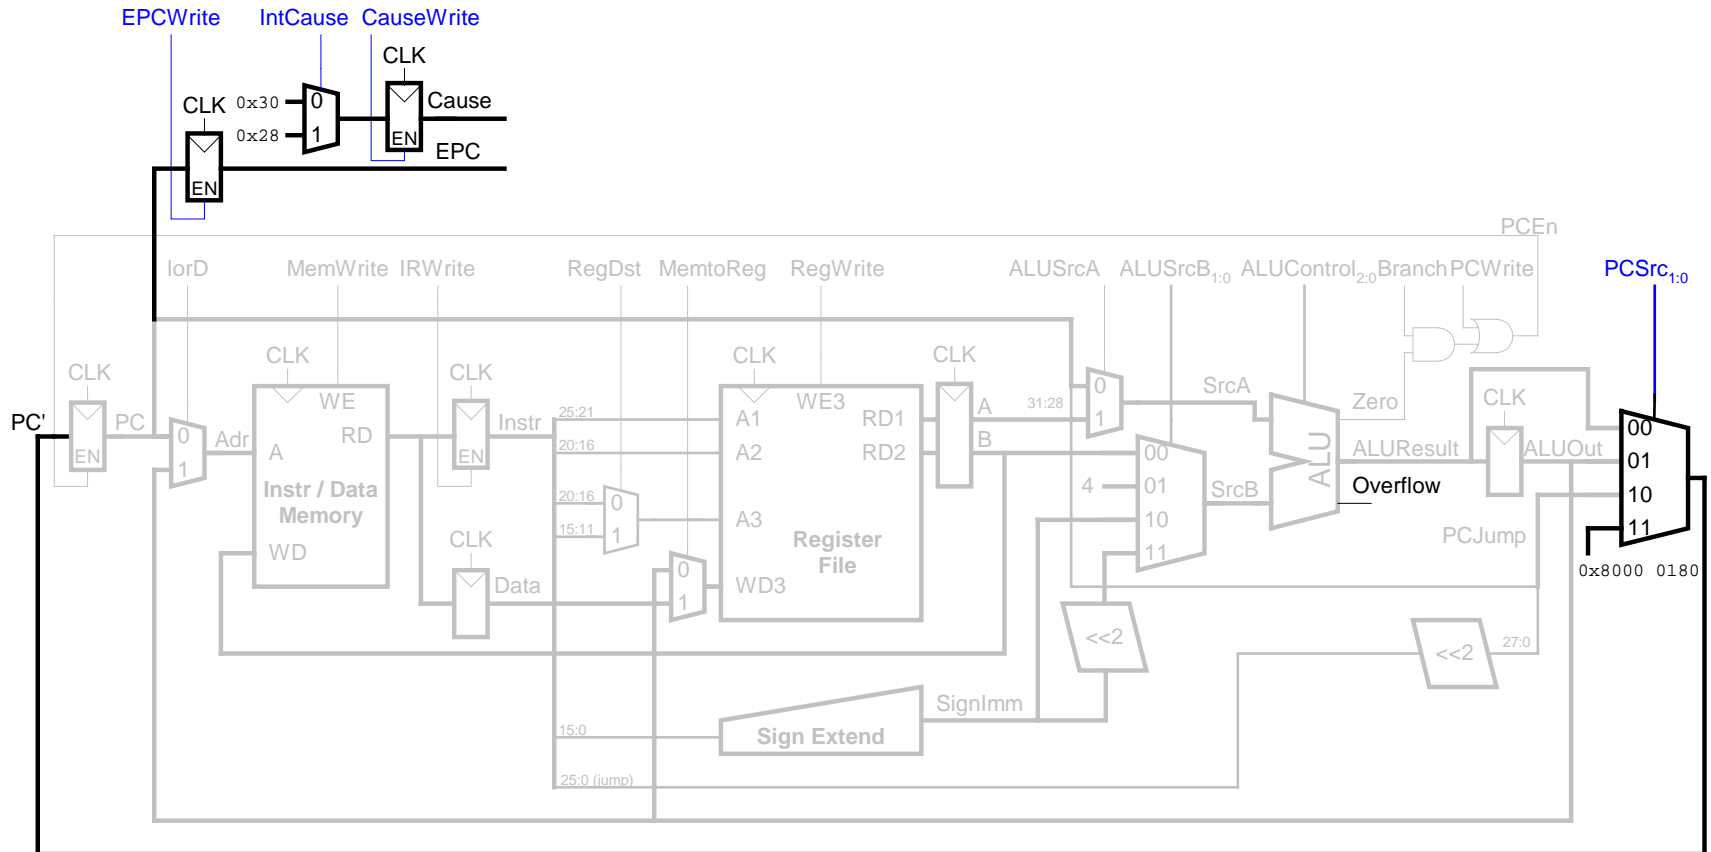 EPCWrite IntCause CauseWrite
CLK
CLK 0x30 0 Cause
0x28 1 EN
EPC
EN
PCEn
IorD MemWrite IRWrite RegDst MemtoReg RegWrite ALUSrcA ALUSrcB1:0 ALUControl2:0 Branch PCWrite PCSrc1:0
CLK CLK CLK CLK CLK
0 SrcA
CLK
WE WE3 A 31:28 1 Zero
PC' PC 0 Adr A RD Instr 25:21 A1 RD1 00
EN 1 EN 20:16 A2 RD2 B 00 ALU ALUResult ALUOut 01
Instr / Data
Memory
4 01 SrcB Overflow 10
20:16 0 A3 10 11
15:11 1
WD CLK Register
File
11 PCJump
0x8000 0180
Data 0 WD3
1
<<2 <<2 27:0
SignImm
15:0 Sign Extend
25:0 (jump)